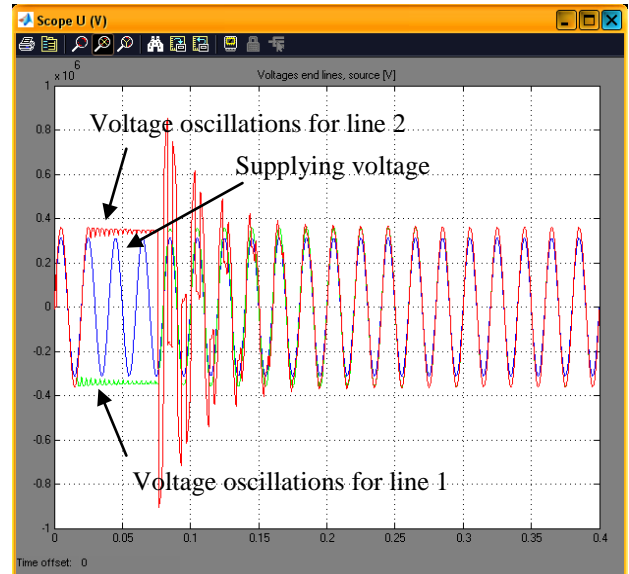 Scope U (V)
Voltages end lines, source [V]
x 10 6
1
0.8
0.6
0.4
0.2
0
-0.2
-0.4
-0.6
-0.8
-1
Voltage oscillations for line 2
Supplying voltage
Voltage oscillations for line 1
0 0.05 0.1 0.15 0.2 0.25 0.3 0.35 0.4
Time offset: 0